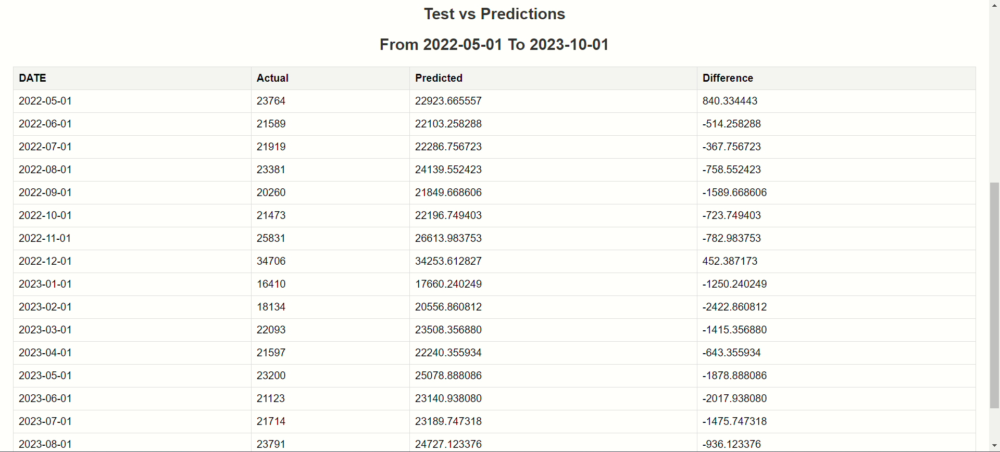 Test vs Predictions
From 2022-05-01 To 2023-10-01
DATE Actual Predicted Difference
2022-05-01 23764 22923.665557 840.334443
2022-06-01 21589 22103.258288 -514.258288
2022-07-01 21919 22286.756723 -367.756723
2022-08-01 23381 24139.552423 -758.552423
2022-09-01 20260 21849.668606 -1589.668606
2022-10-01 21473 22196.749403 -723.749403
2022-11-01 25831 26613.983753 -782.983753
2022-12-01 34706 34253.612827 452.387173
2023-01-01 16410 17660.240249 -1250.240249
2023-02-01 18134 20556.860812 -2422.860812
2023-03-01 22093 23508.356880 -1415.356880
2023-04-01 21597 22240.355934 -643.355934
2023-05-01 23200 25078.888086 -1878.888086
2023-06-01 21123 23140.938080 -2017.938080
2023-07-01 21714 23189.747318 -1475.747318
2023-08-01 23791 24727.123376 -936.123376